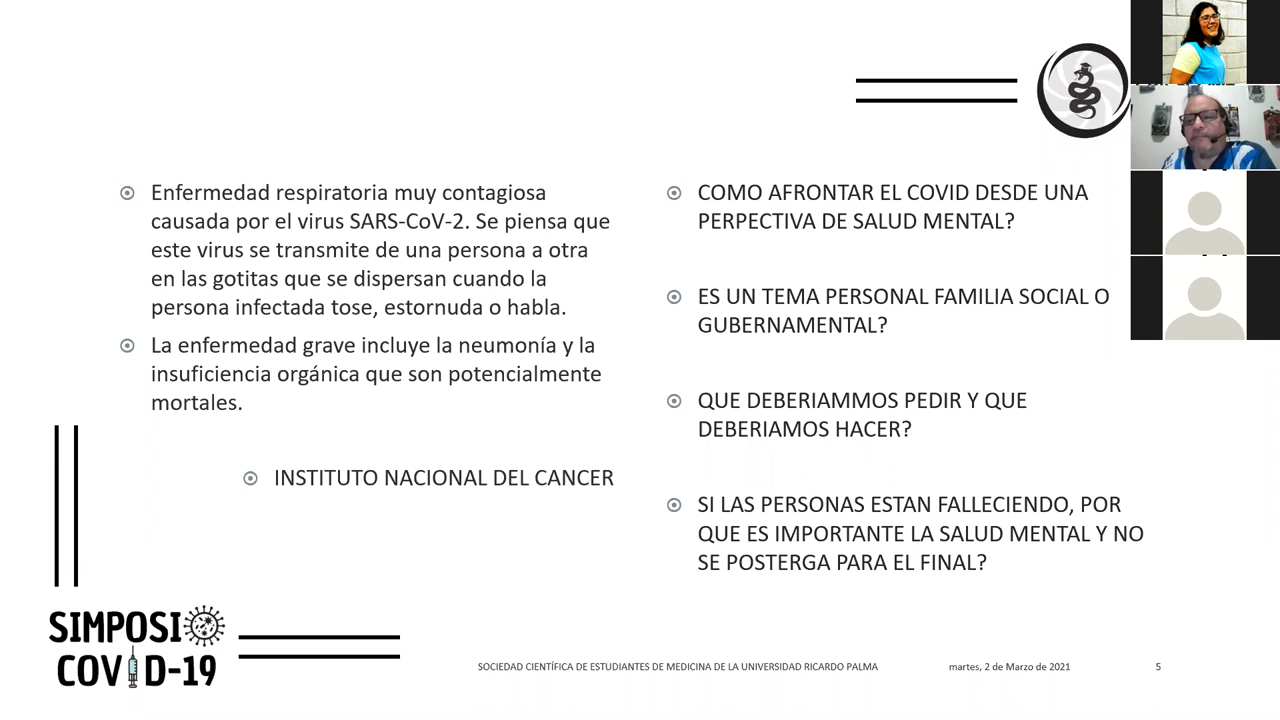 Enfermedad respiratoria muy contagiosa
causada por el virus SARS-CoV-2. Se piensa que
este virus se transmite de una persona a otra
en las gotitas que se dispersan cuando la
persona infectada tose, estornuda o habla.
La enfermedad grave incluye la neumonía y la
insuficiencia orgánica que son potencialmente
mortales.
INSTITUTO NACIONAL DEL CANCER
COMO AFRONTAR EL COVID DESDE UNA
PERPECTIVA DE SALUD MENTAL?
ES UN TEMA PERSONAL FAMILIA SOCIAL O
GUBERNAMENTAL?
QUE DEBERIAMMOS PEDIR Y QUE
DEBERIAMOS HACER?
SI LAS PERSONAS ESTAN FALLECIENDO, POR
QUE ES IMPORTANTE LA SALUD MENTAL Y NO
SE POSTERGA PARA EL FINAL?
SIMPOSIO
COVID-19
SOCIEDAD CIENTÍFICA DE ESTUDIANTES DE MEDICINA DE LA UNIVERSIDAD RICARDO PALMA
martes, 2 de Marzo de 2021
5